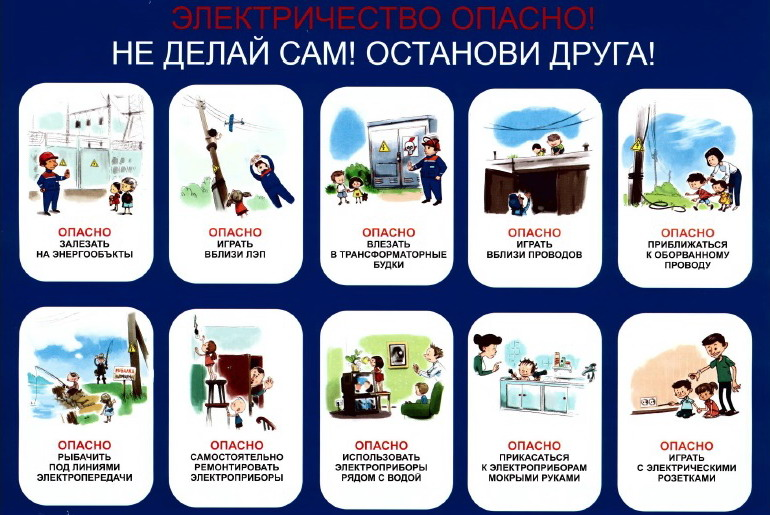 ЭЛЕКТРИЧЕСТВО ОПАСНО!
НЕ ДЕЛАЙ САМ! ОСТАНОВИ ДРУГА!
ОПАСНО
ЗАЛЕЗАТЬ
НА ЭНЕРГООБЪКТЫ
ОПАСНО
ИГРАТЬ
ВБЛИЗИ ЛЭП
ОПАСНО
ВЛЕЗАТЬ
В ТРАНСФОРМАТОРНЫЕ
БУДКИ
ОПАСНО
ИГРАТЬ
ВБЛИЗИ ПРОВОДОВ
ОПАСНО
ПРИБЛИЖАТЬСЯ
К ОБОРВАННОМУ
ПРОВОДУ
ОПАСНО
РЫБАЧИТЬ
ПОД ЛИНИЯМИ
ЭЛЕКТРОПЕРЕДАЧИ
ОПАСНО
САМОСТОЯТЕЛЬНО
РЕМОНТИРОВАТЬ
ЭЛЕКТРОПРИБОРЫ
ОПАСНО
ИСПОЛЬЗОВАТЬ
ЭЛЕКТРОПРИБОРЫ
РЯДОМ С ВОДОЙ
ОПАСНО
ПРИКАСАТЬСЯ
К ЭЛЕКТРОПРИБОРАМ
МОКРЫМИ РУКАМИ
ОПАСНО
ИГРАТЬ
С ЭЛЕКТРИЧЕСКИМИ
РОЗЕТКАМИ